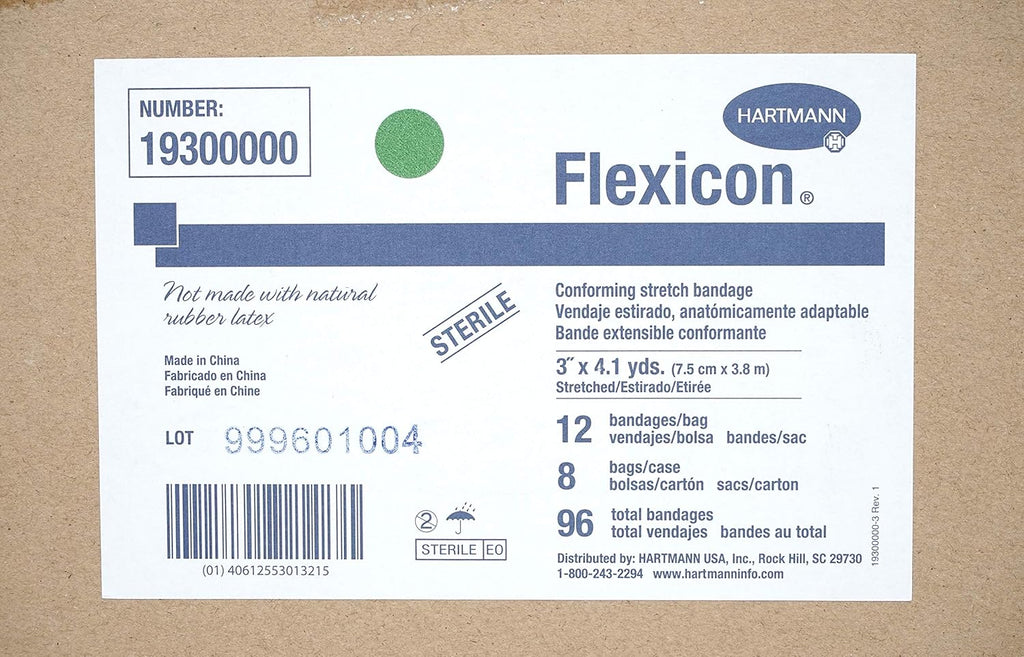 NUMBER:
19300000
HARTMANN
Flexicon®
Not made with natural
rubber latex
Made in China
Fabricado en China
Fabriqué en Chine
STERILE
LOT 999601004
(01) 40612553013215
2
STERILE EO
Conforming stretch bandage
Vendaje estirado, anatómicamente adaptable
Bande extensible conformante
3˝ x 4.1 yds. (7.5 cm x 3.8 m)
Stretched/Estirado/Etirée
12 bandages/bag
vendajes/bolsa bandes/sac
8 bags/case
bolsas/cartón sacs/carton
96 total bandages
total vendajes bandes au total
Distributed by: HARTMANN USA, Inc., Rock Hill, SC 29730
1-800-243-2294 www.hartmanninfo.com
19300000-3 Rev. 1